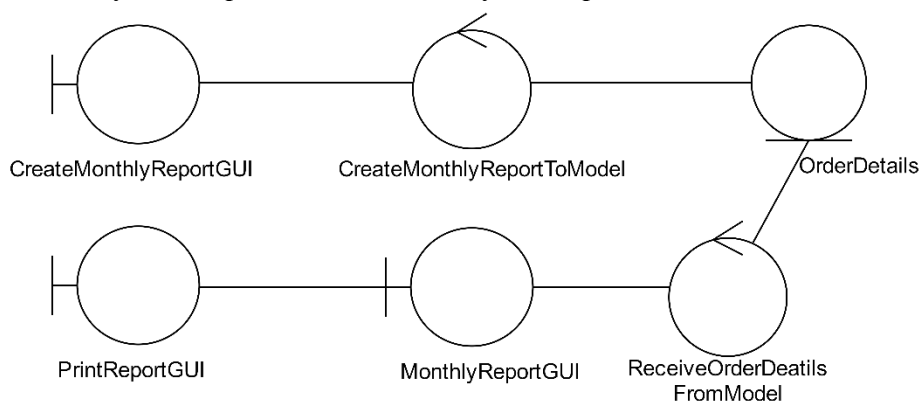 CreateMonthlyReportGUI
CreateMonthlyReportToModel
OrderDetails
PrintReportGUI
MonthlyReportGUI
ReceiveOrderDeatils
FromModel